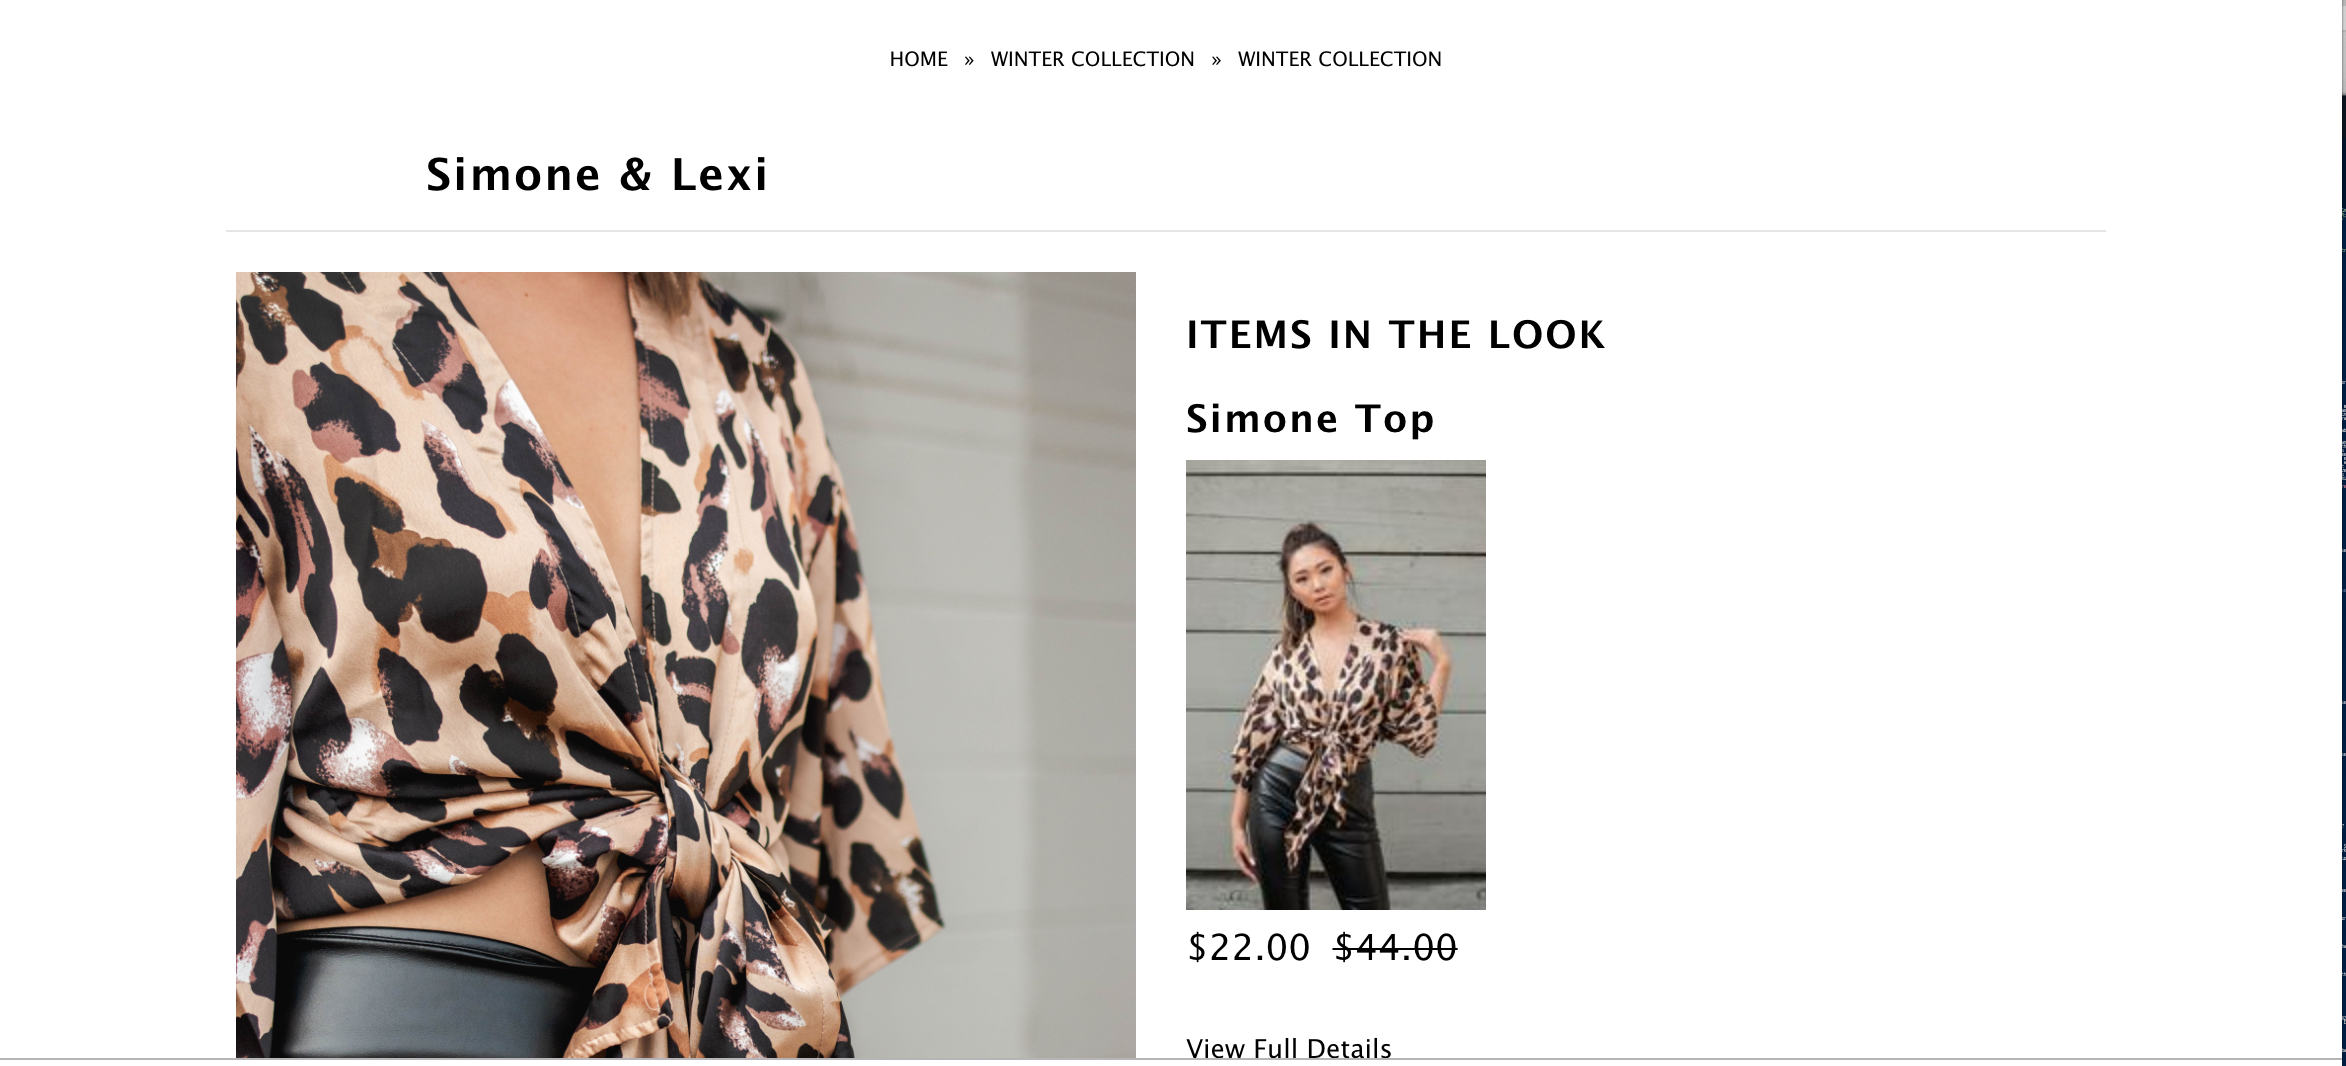 HOME » WINTER COLLECTION » WINTER COLLECTION
Simone & Lexi
ITEMS IN THE LOOK
Simone Top
$22.00 $44.00
View Full Details